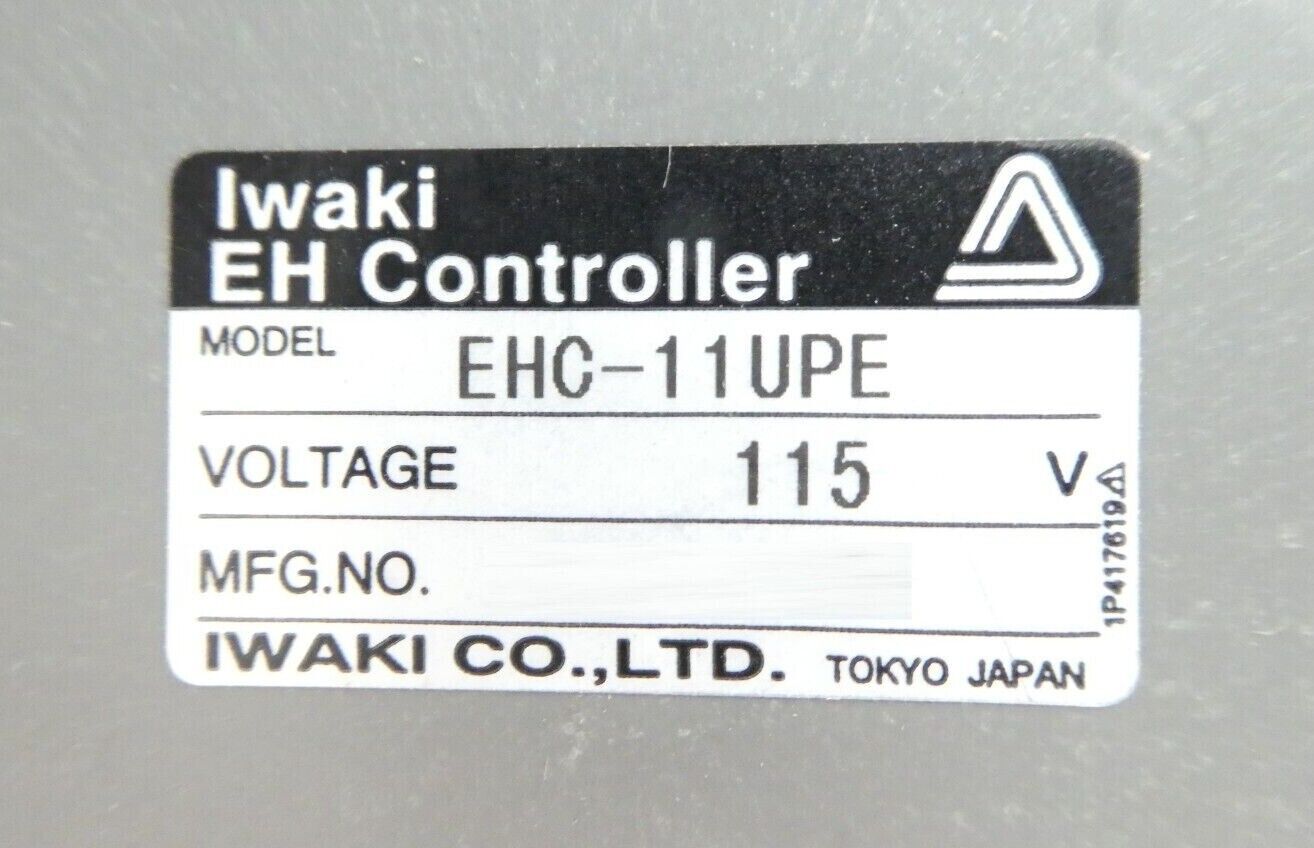 Iwaki
EH Controller
MODEL EHC-11UPE
VOLTAGE 115 V
MFG.NO.
IWAKI CO.,LTD. TOKYO JAPAN
1P417619